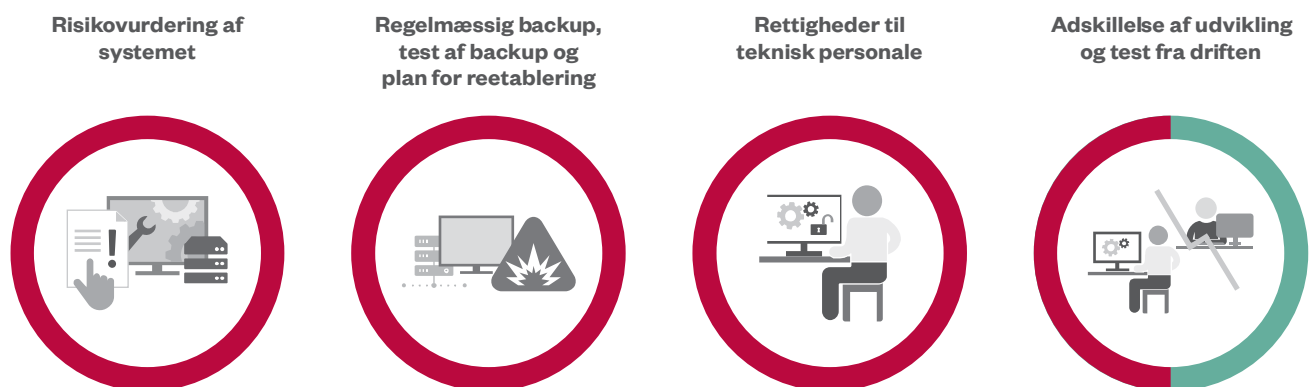 Risikovurdering af
systemet
Regelmæssig backup,
test af backup og
plan for reetablering
Rettigheder til
teknisk personale
Adskillelse af udvikling
og test fra driften